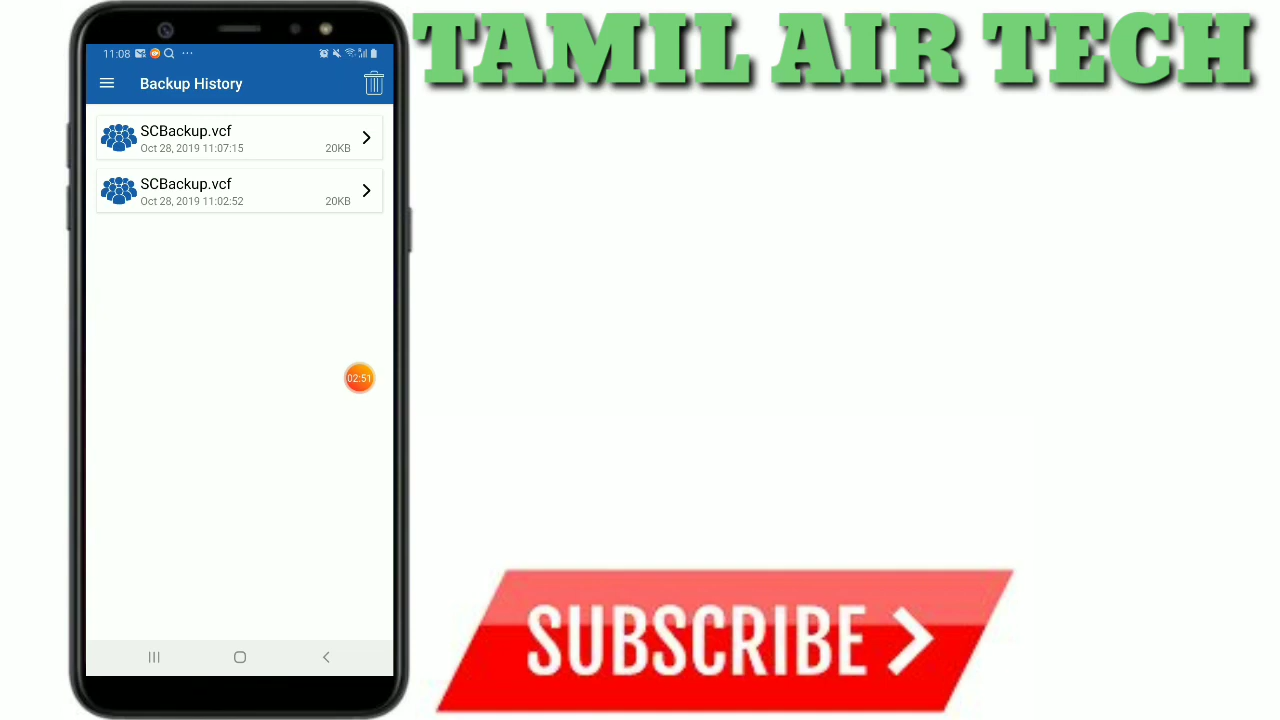 TAMIL AIR TECH
11:08
Backup History
SCBackup.vcf
Oct 28, 2019 11:07:15 20KB
SCBackup.vcf
Oct 28, 2019 11:02:52 20KB
02:51
SUBSCRIBE